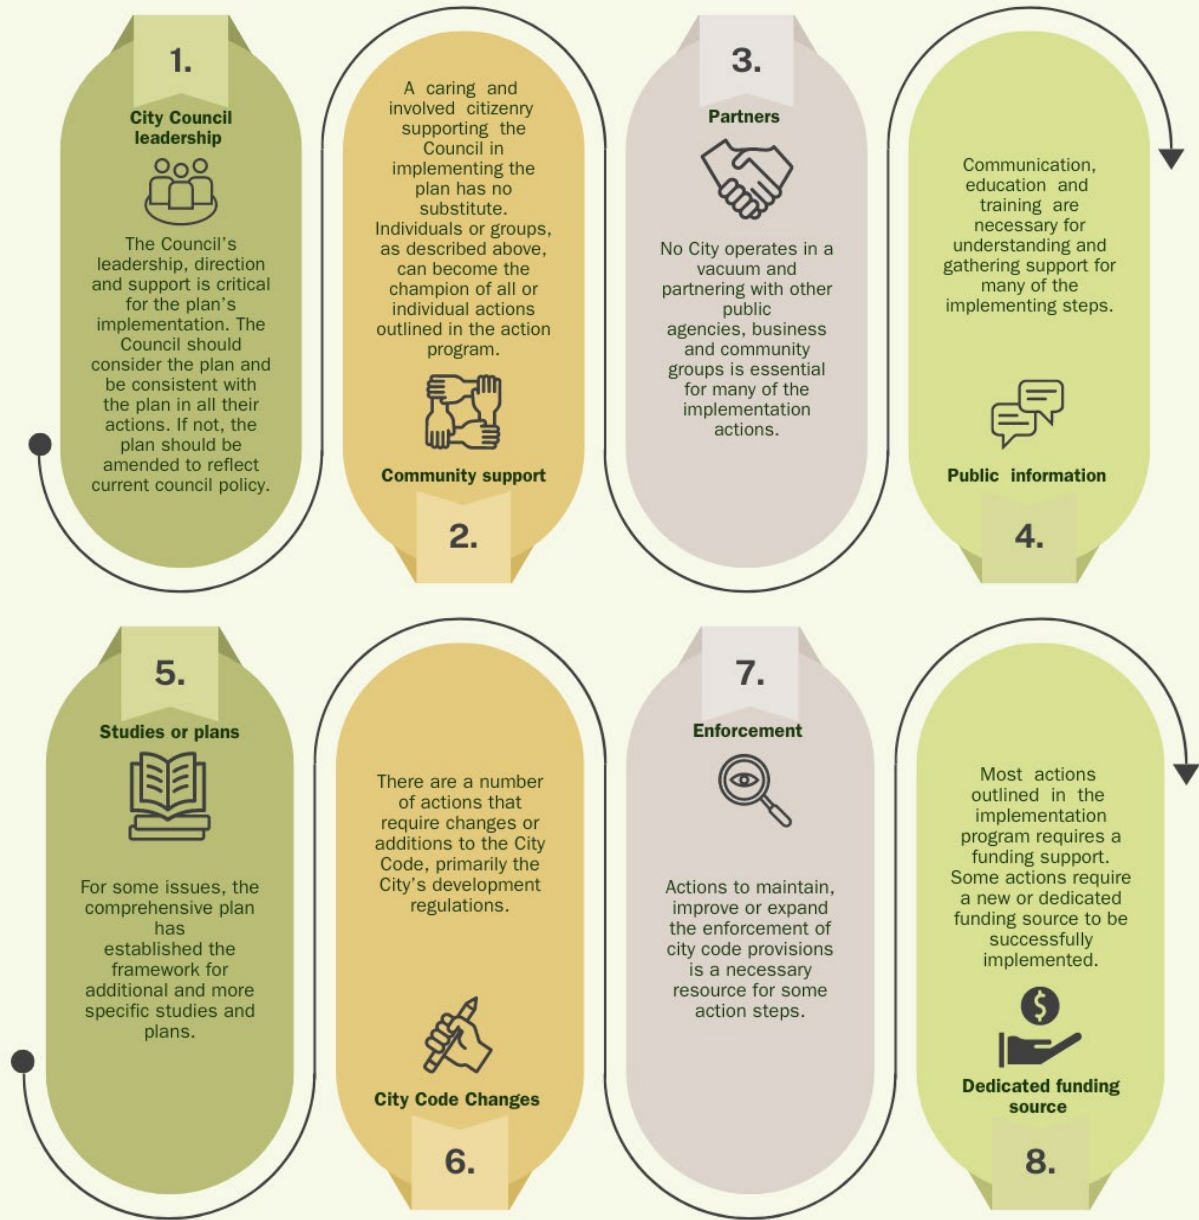 1.
City Council
leadership
The Council's
leadership, direction
and support is critical
for the plan's
implementation. The
Council should
consider the plan and
be consistent with
the plan in all their
actions. If not, the
plan should be
amended to reflect
current council policy.
A caring and
involved citizenry
supporting the
Council in
implementing the
plan has no
substitute.
Individuals or groups,
as described above,
can become the
champion of all or
individual actions
outlined in the action
program.
Community support
2.
3.
Partners
No City operates in a
vacuum and
partnering with other
public
agencies, business
and community
groups is essential
for many of the
implementation
actions.
Communication,
education and
training are
necessary for
understanding and
gathering support for
many of the
implementing steps.
Public information
4.
5.
Studies or plans
For some issues, the
comprehensive plan
has
established the
framework for
additional and more
specific studies and
plans.
There are a number
of actions that
require changes or
additions to the City
Code, primarily the
City's development
regulations.
City Code Changes
6.
7.
Enforcement
Actions to maintain,
improve or expand
the enforcement of
city code provisions
is a necessary
resource for some
action steps.
Most actions
outlined in the
implementation
program requires a
funding support.
Some actions require
a new or dedicated
funding source to be
successfully
implemented.
$
Dedicated funding
source
8.